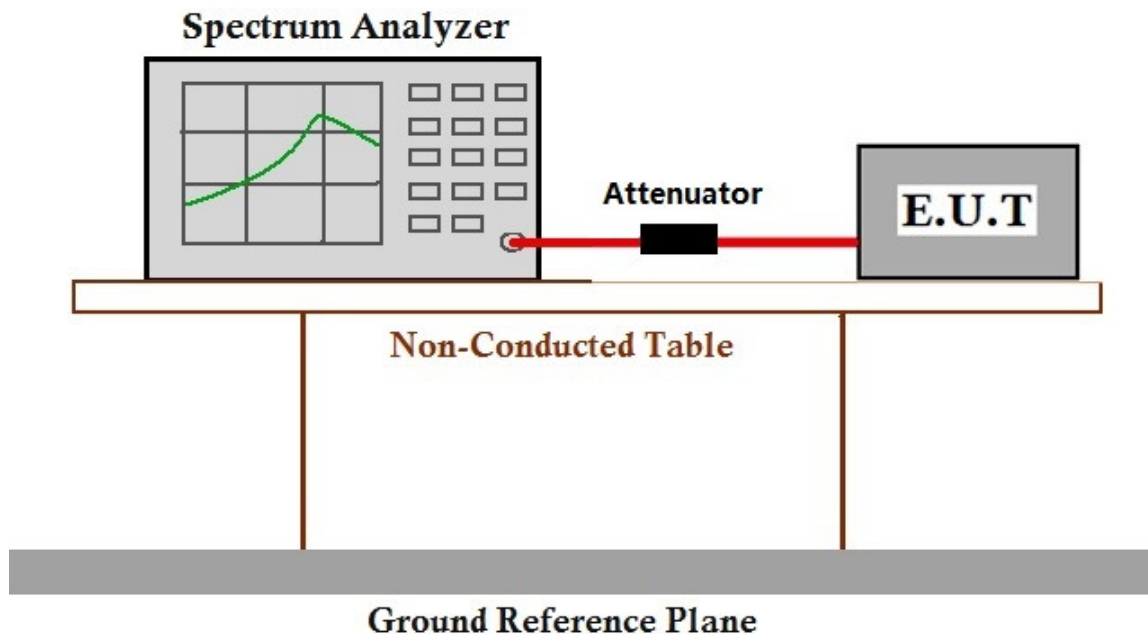 Spectrum Analyzer
Attenuator
E.U.T
Non-Conducted Table
Ground Reference Plane